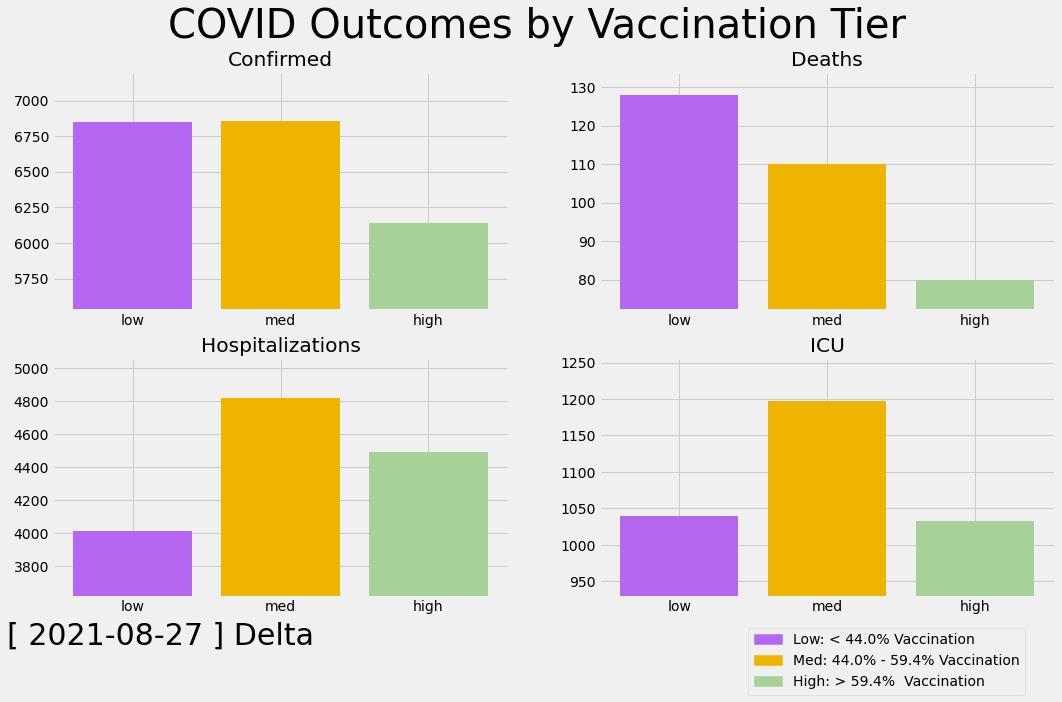 COVID Outcomes by Vaccination Tier
Confirmed
7000
6750
6500
6250
6000
5750
low med high
Deaths
130
120
110
100
90
80
low med high
Hospitalizations
5000
4800
4600
4400
4200
4000
3800
low med high
ICU
1250
1200
1150
1100
1050
1000
950
low med high
[ 2021-08-27 ] Delta
Low: < 44.0% Vaccination
Med: 44.0% - 59.4% Vaccination
High: > 59.4%  Vaccination